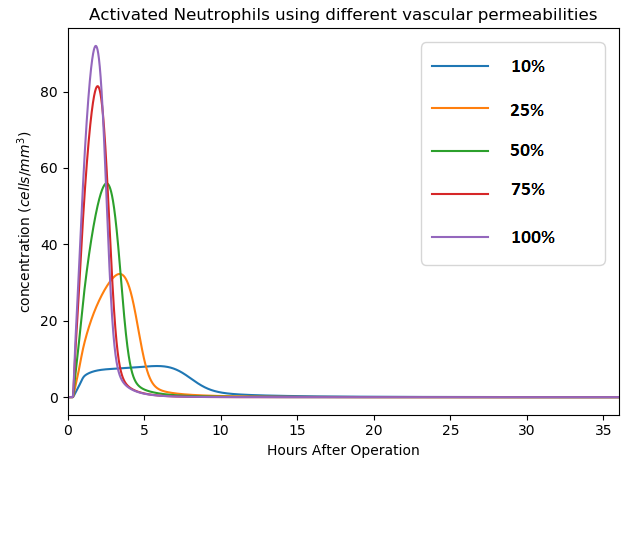 Activated Neutrophils using different vascular permeabilities
concentration (cells/mm³)
80
60
40
20
0
10%
25%
50%
75%
100%
0 5 10 15 20 25 30 35
Hours After Operation